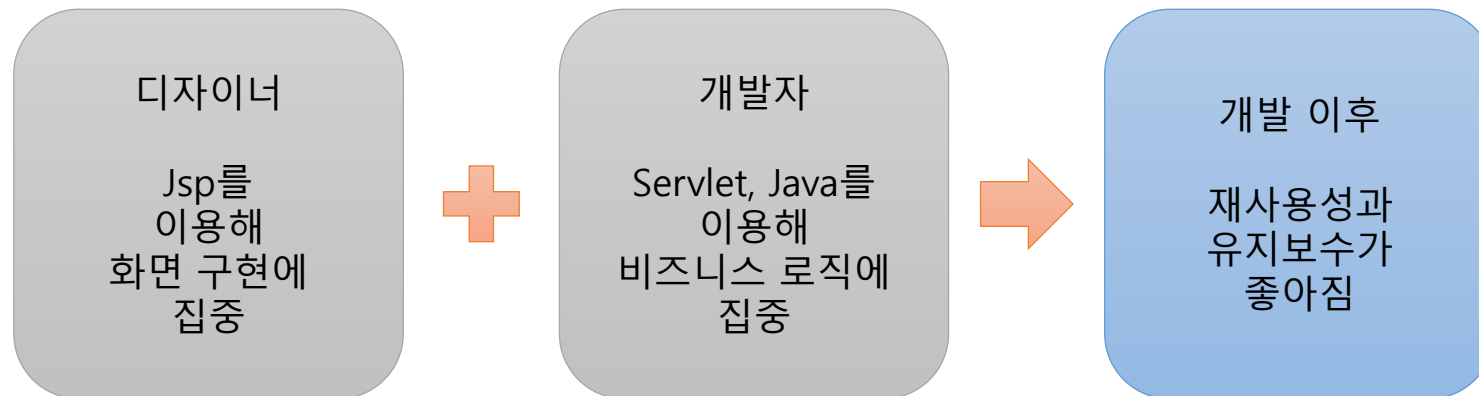 디자이너
Jsp를
이용해
화면 구현에
집중
개발자
Servlet, Java를
이용해
비즈니스 로직에
집중
개발 이후
재사용성과
유지보수가
좋아짐